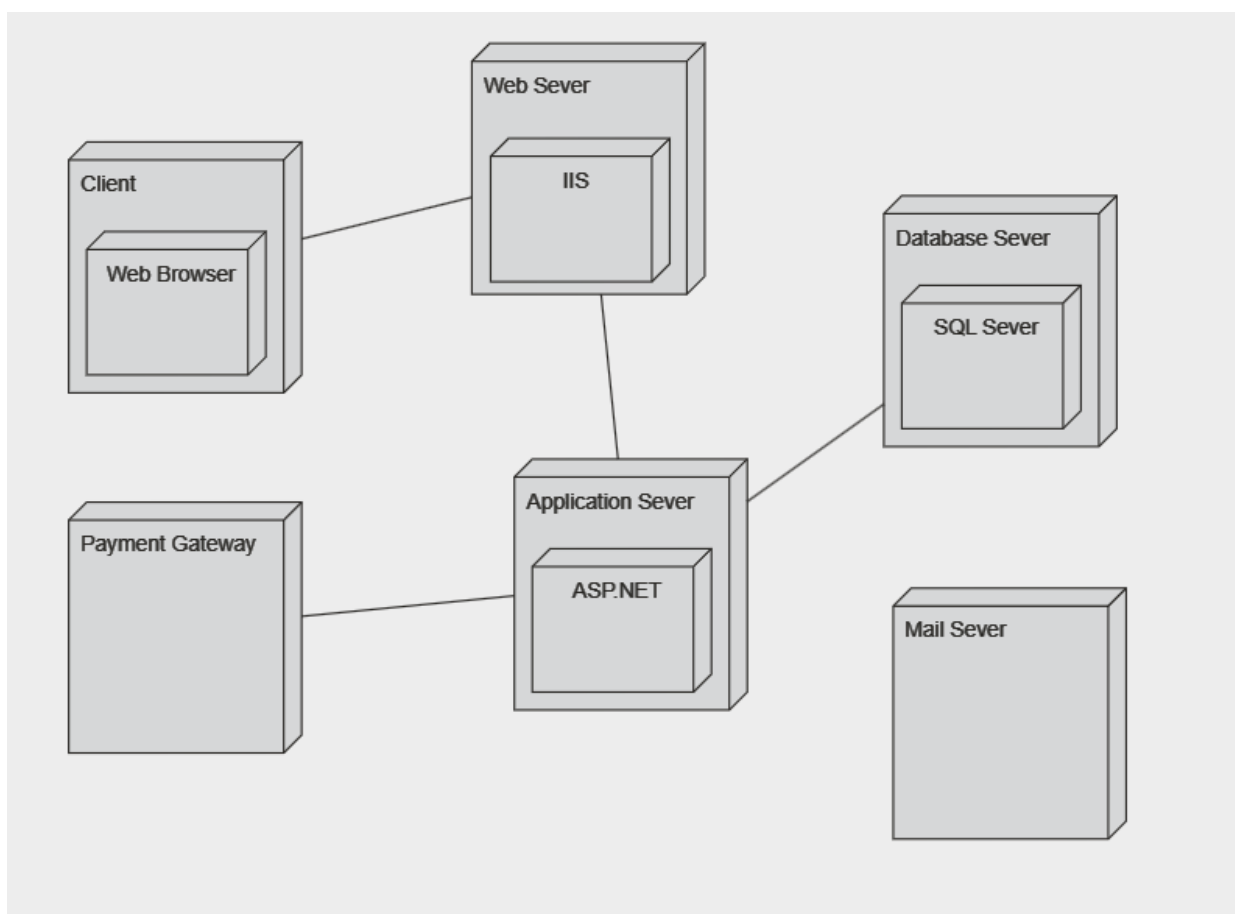 Web Sever
IIS
Client
Web Browser
Database Sever
SQL Sever
Application Sever
ASP.NET
Payment Gateway
Mail Sever